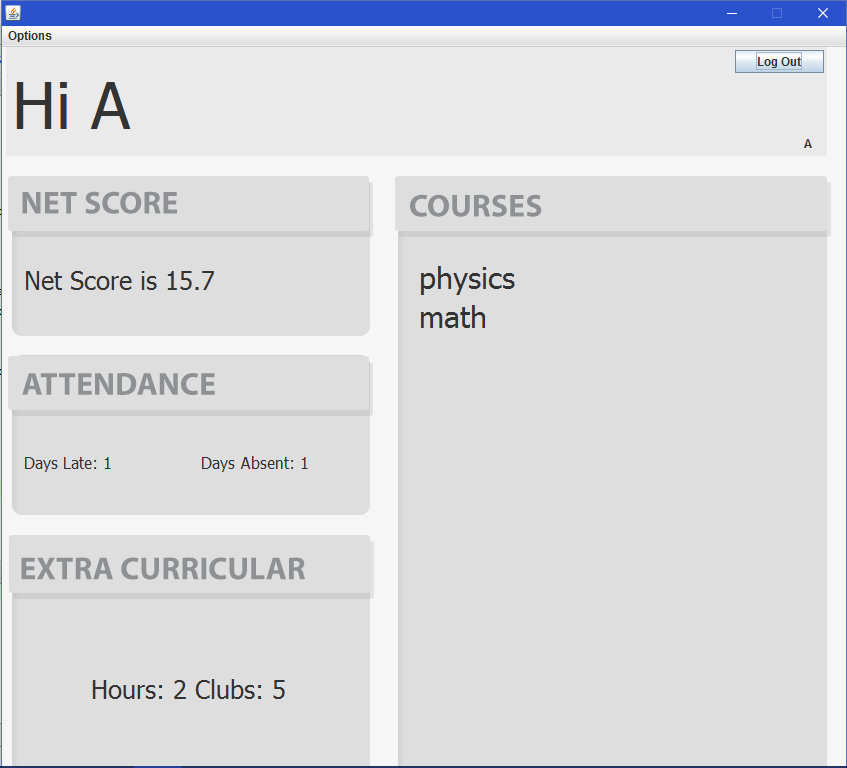 Options
Log Out
Hi A
A
NET SCORE
Net Score is 15.7
ATTENDANCE
Days Late: 1 Days Absent: 1
EXTRA CURRICULAR
Hours: 2 Clubs: 5
COURSES
physics
math